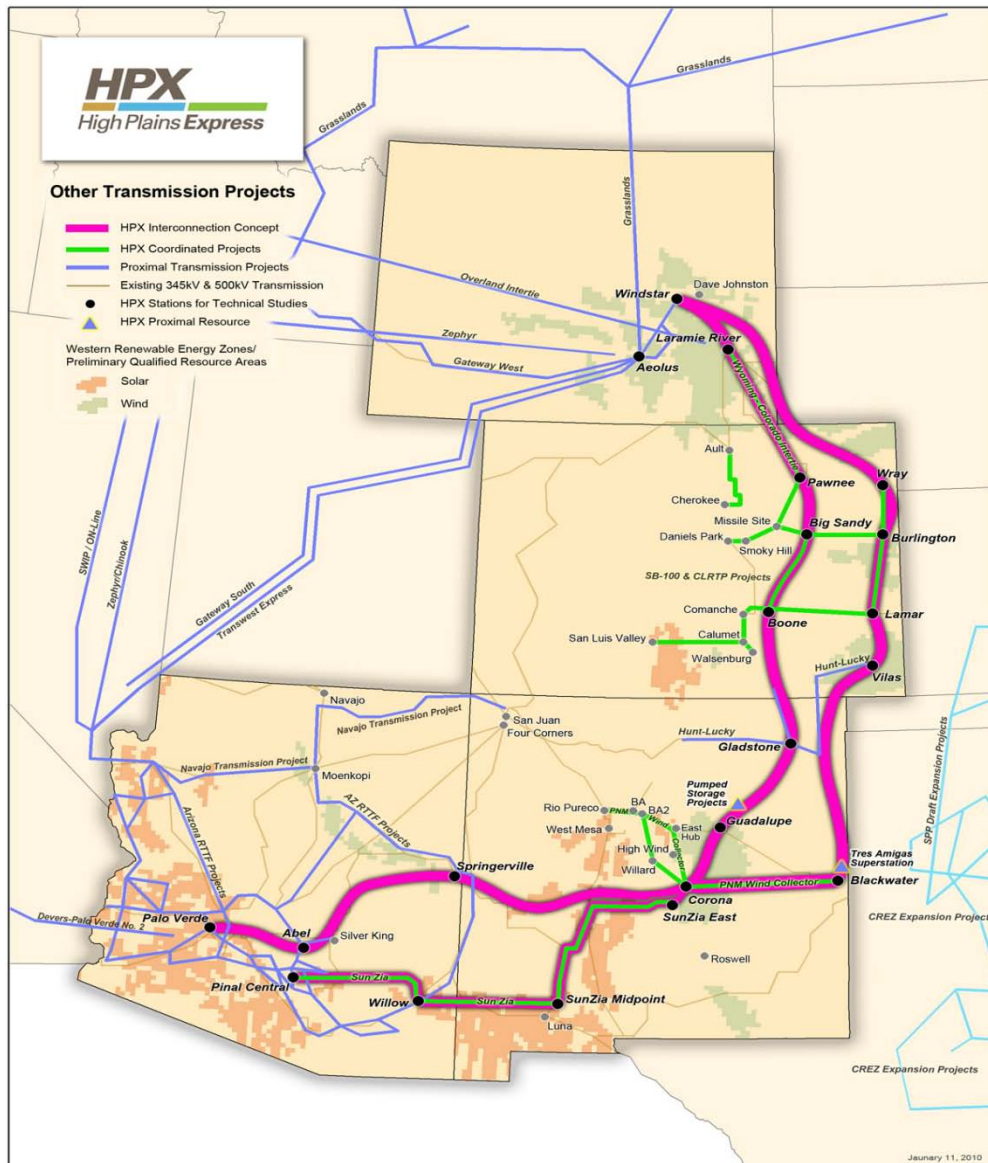 HPX
High Plains Express
Other Transmission Projects
HPX Interconnection Concept
HPX Coordinated Projects
Proximal Transmission Projects
Existing 345kV & 500kV Transmission
HPX Stations for Technical Studies
HPX Proximal Resource
Western Renewable Energy Zones/
Preliminary Qualified Resource Areas
Solar
Wind
Grasslands
Grasslands
Grasslands
Grasslands
Overland Intertie
Zephyr
Gateway West
Windstar
Dave Johnston
Laramie River
Aeolus
Wyoming - Colorado Intertie
SWIP / ON-Line
Zephyr/Chinook
Gateway South
Transwest Express
Ault
Cherokee
Pawnee
Wray
Missile Site
Big Sandy
Daniels Park
Smoky Hill
Burlington
SB-100 & CLRTP Projects
Comanche
Boone
Lamar
San Luis Valley
Calumet
Walsenburg
Hunt-Lucky
Vilas
Navajo
Navajo Transmission Project
San Juan
Four Corners
Hunt-Lucky
Gladstone
Navajo Transmission Project
Moenkopi
Arizona RTTF Projects
AZ RTTF Projects
Pumped
Storage
Projects
Rio Pureco
PNM
BA
BA2
Wind
Collector
West Mesa
East
Hub
Guadalupe
High Wind
Willard
Tres Amigas
Superstation
Springerville
PNM Wind Collector
Blackwater
Corona
SunZia East
Palo Verde
Devers-Palo Verde No. 2
Abel
Silver King
Roswell
Pinal Central
Sun Zia
Willow
Sun Zia
SunZia Midpoint
Luna
SPP Draft Expansion Projects
CREZ Expansion Project
CREZ Expansion Projects
Jaunary 11, 2010